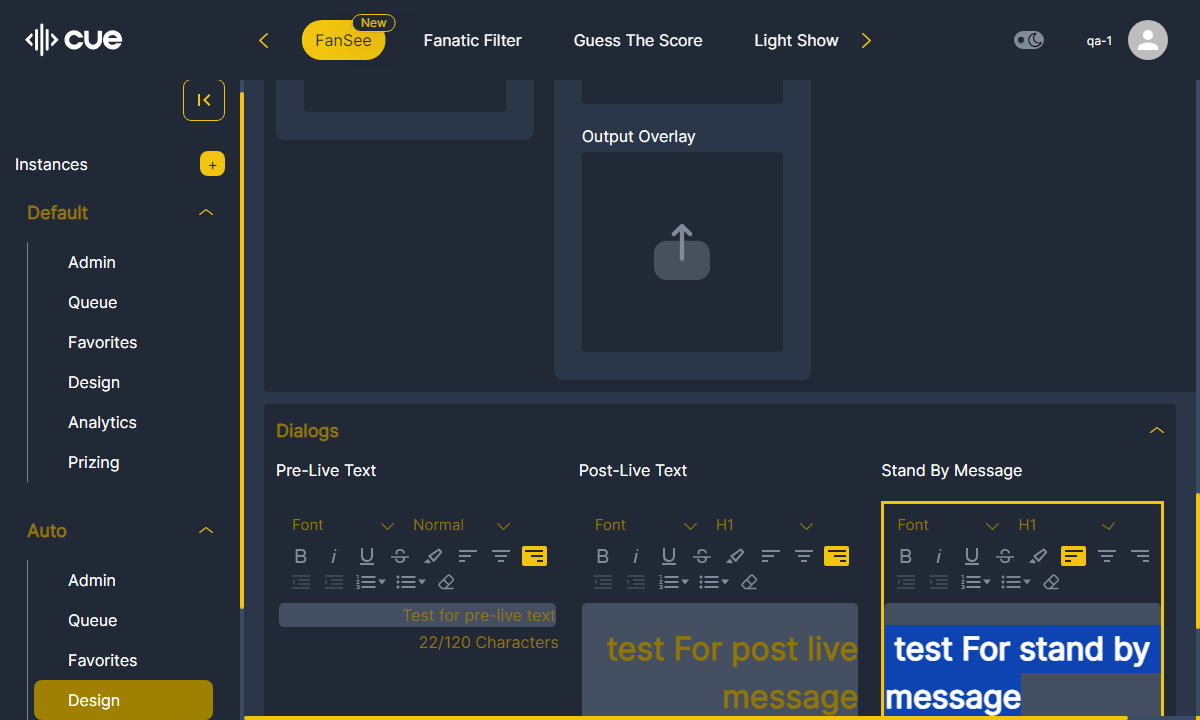 cue
FanSee
New
Fanatic Filter
Guess The Score
Light Show
qa-1
Instances
+
Default
Admin
Queue
Favorites
Design
Analytics
Prizing
Auto
Admin
Queue
Favorites
Design
Output Overlay
Dialogs
Pre-Live Text
Font
Normal
B i U S
Test for pre-live text
22/120 Characters
Post-Live Text
Font
H1
B i U S
test For post live
message
Stand By Message
Font
H1
B i U S
test For stand by
message